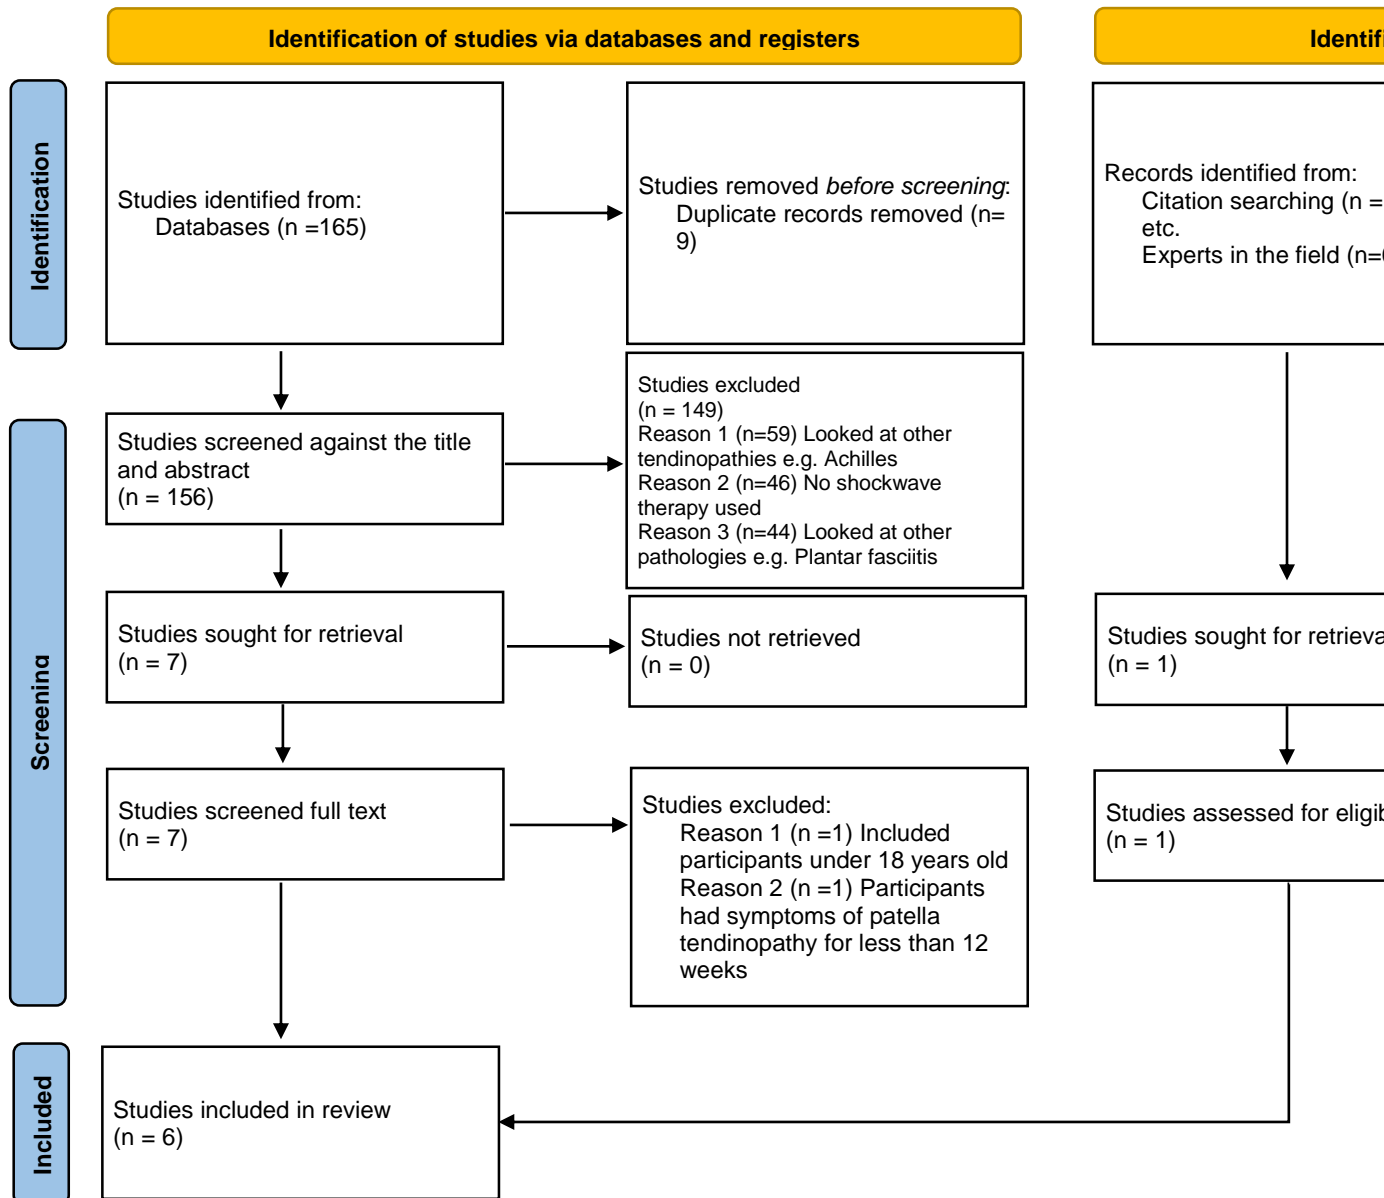 Identification of studies via databases and registers
Identification
Studies identified from:
Databases (n =165)
Studies removed before screening:
Duplicate records removed (n=
9)
Records identified from:
Citation searching (n =
etc.
Experts in the field (n=
Screening
Studies screened against the title
and abstract
(n = 156)
Studies excluded
(n = 149)
Reason 1 (n=59) Looked at other
tendinopathies e.g. Achilles
Reason 2 (n=46) No shockwave
therapy used
Reason 3 (n=44) Looked at other
pathologies e.g. Plantar fasciitis
Studies sought for retrieval
(n = 7)
Studies not retrieved
(n = 0)
Studies sought for
(n = 1)
Studies screened full text
(n = 7)
Studies excluded:
Reason 1 (n =1) Included
participants under 18 years old
Reason 2 (n =1) Participants
had symptoms of patella
tendinopathy for less than 12
weeks
Studies assessed for
(n = 1)
Included
Studies included in review
(n = 6)